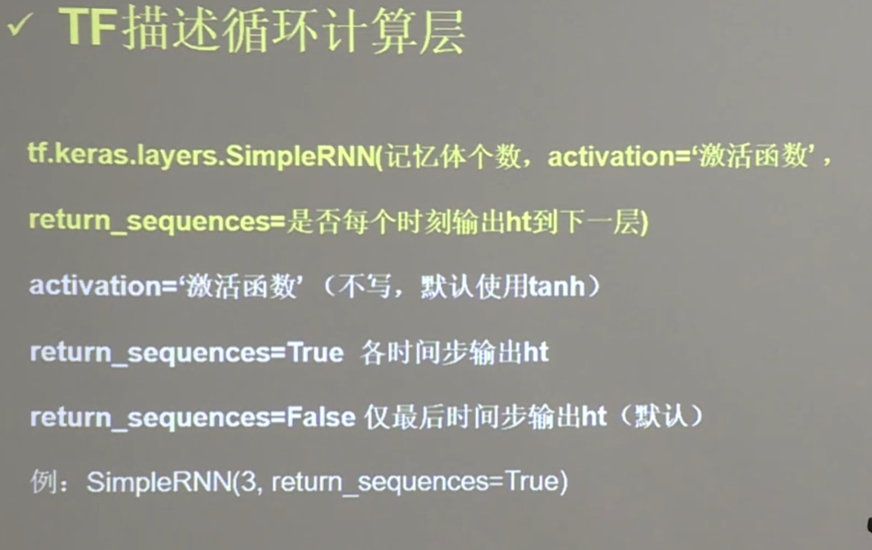 ✓ TF描述循环计算层
tf.keras.layers.SimpleRNN(记忆体个数，activation=‘激活函数’ ，
return_sequences=是否每个时刻输出ht到下一层)
activation=‘激活函数’ （不写，默认使用tanh）
return_sequences=True 各时间步输出ht
return_sequences=False 仅最后时间步输出ht（默认）
例：SimpleRNN(3, return_sequences=True)